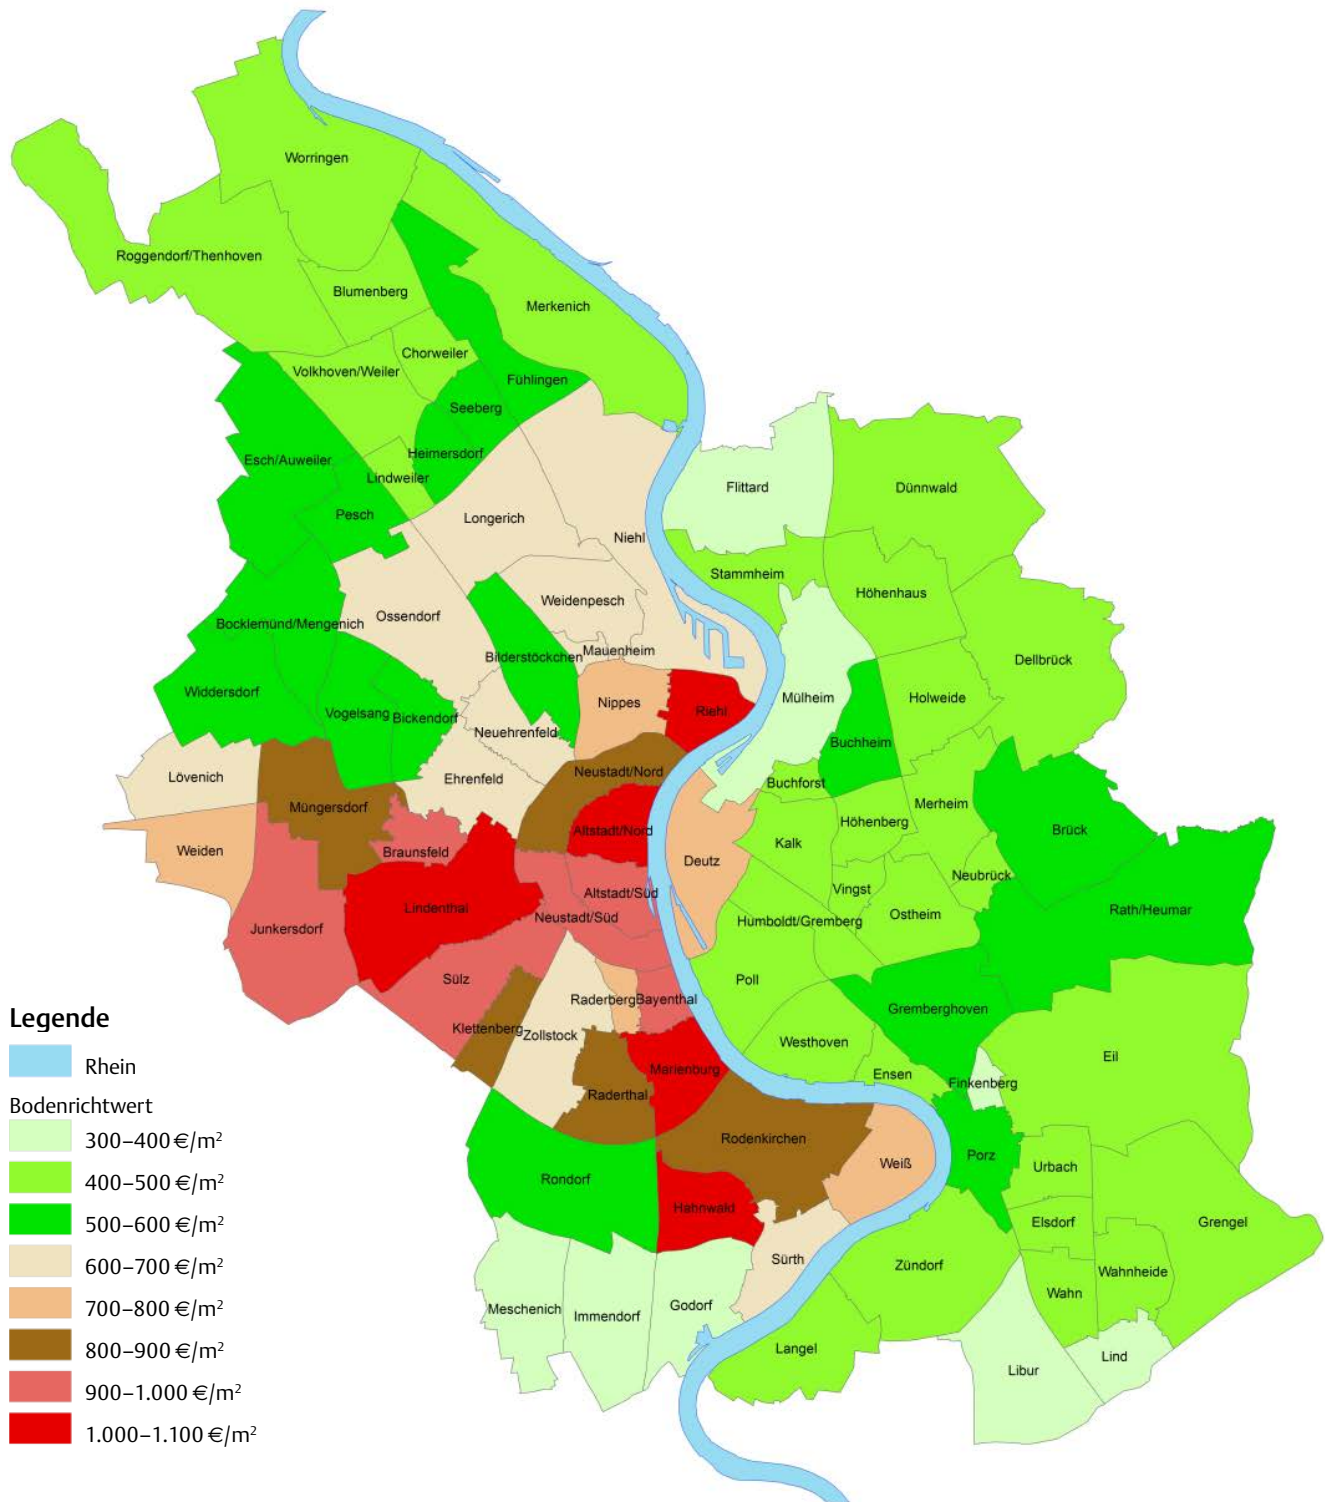 Worringen
Roggendorf/Thenhoven
Blumenberg
Merkenich
Chorweiler
Volkhoven/Weiler
Fühlingen
Seeberg
Heimersdorf
Esch/Auweiler
Lindweiler
Pesch
Longerich
Niehl
Flittard
Dünnwald
Stammheim
Höhenhaus
Weidenpesch
Ossendorf
Bocklemünd/Mengenich
Mauenheim
Bilderstöckchen
Dellbrück
Widdersdorf
Mülheim
Holweide
Nippes
Riehl
Vogelsang
Bickendorf
Neuehrenfeld
Buchheim
Lövenich
Ehrenfeld
Neustadt/Nord
Buchforst
Müngersdorf
Merheim
Höhenberg
Altstadt/Nord
Brück
Kalk
Weiden
Braunsfeld
Deutz
Neubrück
Vingst
Altstadt/Süd
Lindenthal
Rath/Heumar
Neustadt/Süd
Humboldt/Gremberg
Ostheim
Junkersdorf
Sülz
Poll
Raderberg
Bayenthal
Gremberghoven
Klettenberg
Zollstock
Westhoven
Eil
Marienburg
Ensen
Finkenberg
Raderthal
Rodenkirchen
Weiß
Porz
Urbach
Rondorf
Hahnwald
Elsdorf
Grengel
Sürth
Zündorf
Wahnheide
Wahn
Meschenich
Immendorf
Godorf
Langel
Libur
Lind
Legende
Rhein
Bodenrichtwert
300–400 €/m²
400–500 €/m²
500–600 €/m²
600–700 €/m²
700–800 €/m²
800–900 €/m²
900–1.000 €/m²
1.000–1.100 €/m²